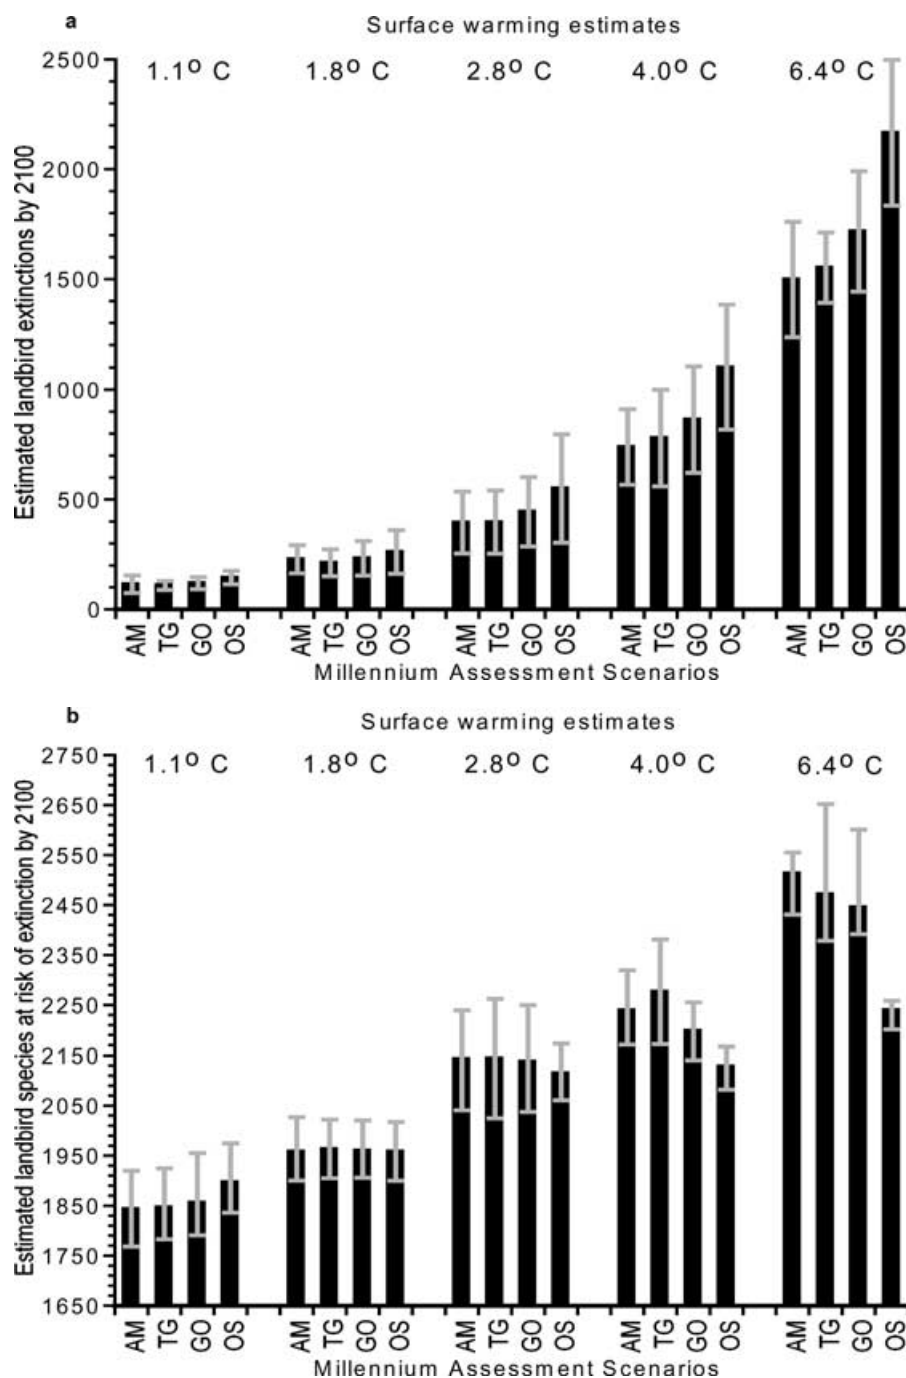 a
Surface warming estimates
1.1º C 1.8º C 2.8º C 4.0º C 6.4º C
Estimated landbird extinctions by 2100
2500
2000
1500
1000
500
0
AM TG GO OS AM TG GO OS AM TG GO OS AM TG GO OS AM TG GO OS
Millennium Assessment Scenarios
b
Surface warming estimates
1.1º C 1.8º C 2.8º C 4.0º C 6.4º C
Estimated landbird species at risk of extinction by 2100
2750
2650
2550
2450
2350
2250
2150
2050
1950
1850
1750
1650
AM TG GO OS AM TG GO OS AM TG GO OS AM TG GO OS AM TG GO OS
Millennium Assessment Scenarios